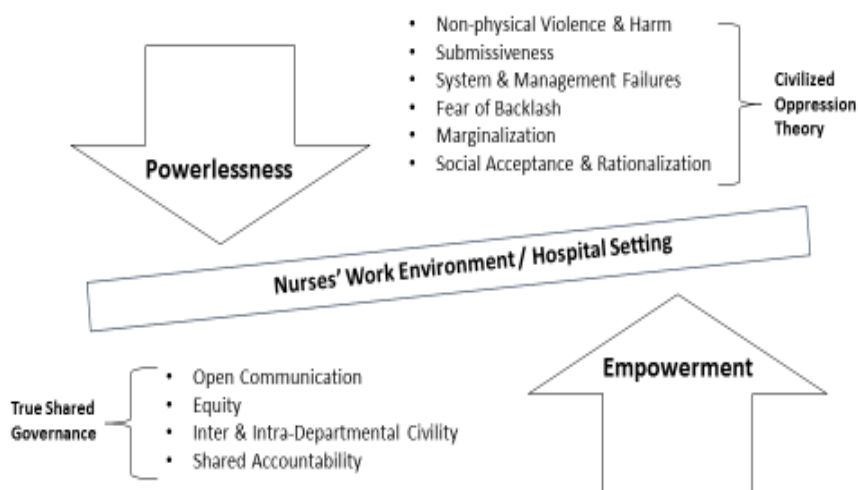 • Non-physical Violence & Harm
• Submissiveness
• System & Management Failures
• Fear of Backlash
• Marginalization
• Social Acceptance & Rationalization
Civilized
Oppression
Theory
Powerlessness
Nurses' Work Environment / Hospital Setting
Empowerment
True Shared
Governance
• Open Communication
• Equity
• Inter & Intra-Departmental Civility
• Shared Accountability